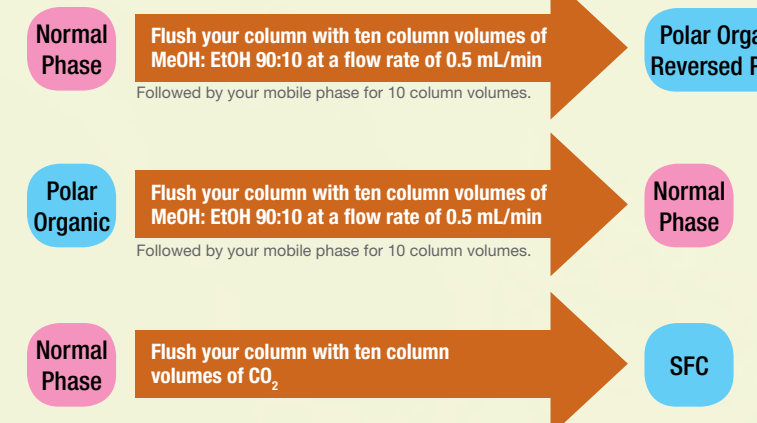 Normal
Phase
Flush your column with ten column volumes of
MeOH: EtOH 90:10 at a flow rate of 0.5 mL/min
Followed by your mobile phase for 10 column volumes.
Polar
Reversed
Polar
Organic
Flush your column with ten column volumes of
MeOH: EtOH 90:10 at a flow rate of 0.5 mL/min
Followed by your mobile phase for 10 column volumes.
Normal
Phase
Normal
Phase
Flush your column with ten column
volumes of CO₂
SFC